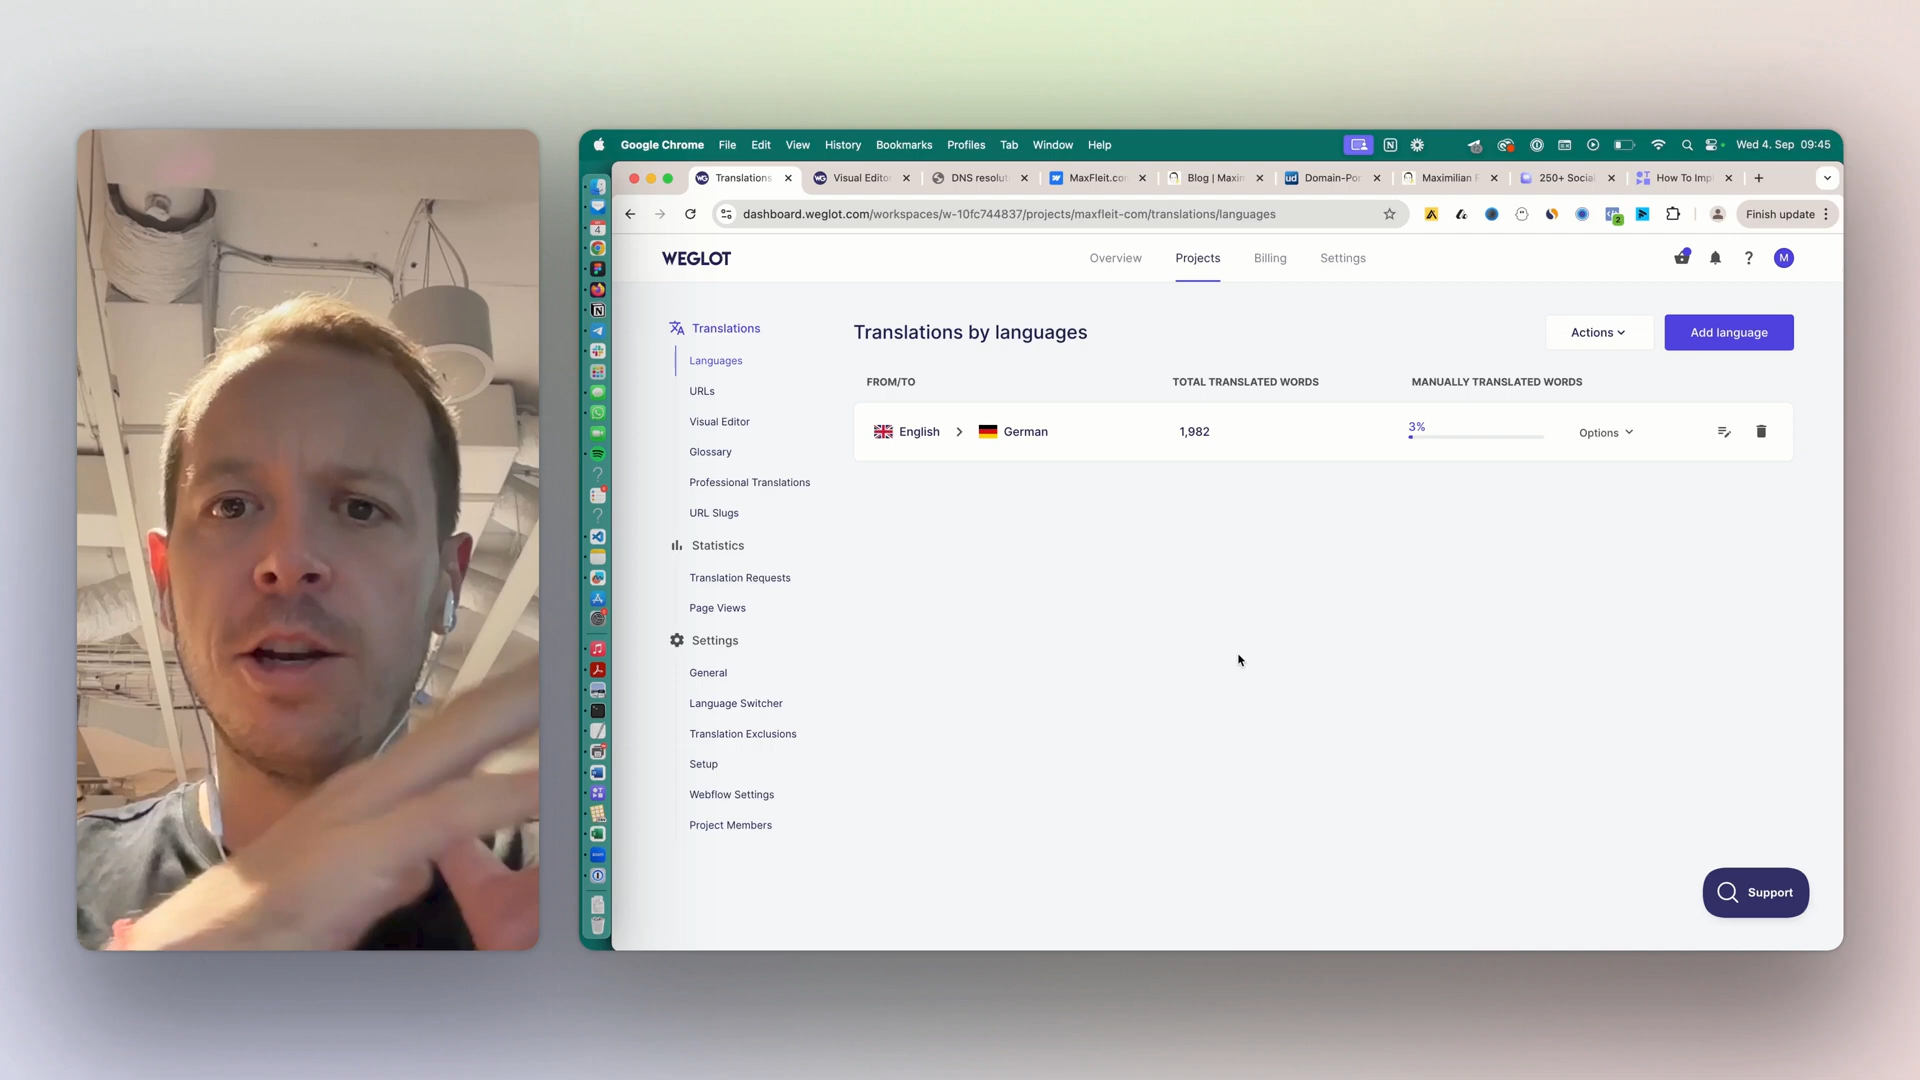 Google Chrome File Edit View History Bookmarks Profiles Tab Window Help Wed 4. Sep 09:45
Translations Visual Edito DNS resolut MaxFleit.co Blog | Maxim Domain-Por Maximilian F 250+ Social How To Imp
dashboard.weglot.com/workspaces/w-10fc744837/projects/maxfleit-com/translations/languages 2 Finish update
WEGLOT Overview Projects Billing Settings ? M
Translations
Languages
URLs
Visual Editor
Glossary
Professional Translations
URL Slugs
Statistics
Translation Requests
Page Views
Settings
General
Language Switcher
Translation Exclusions
Setup
Webflow Settings
Project Members
Translations by languages Actions Add language
FROM/TO TOTAL TRANSLATED WORDS MANUALLY TRANSLATED WORDS
English German 1,982 3% Options
Support